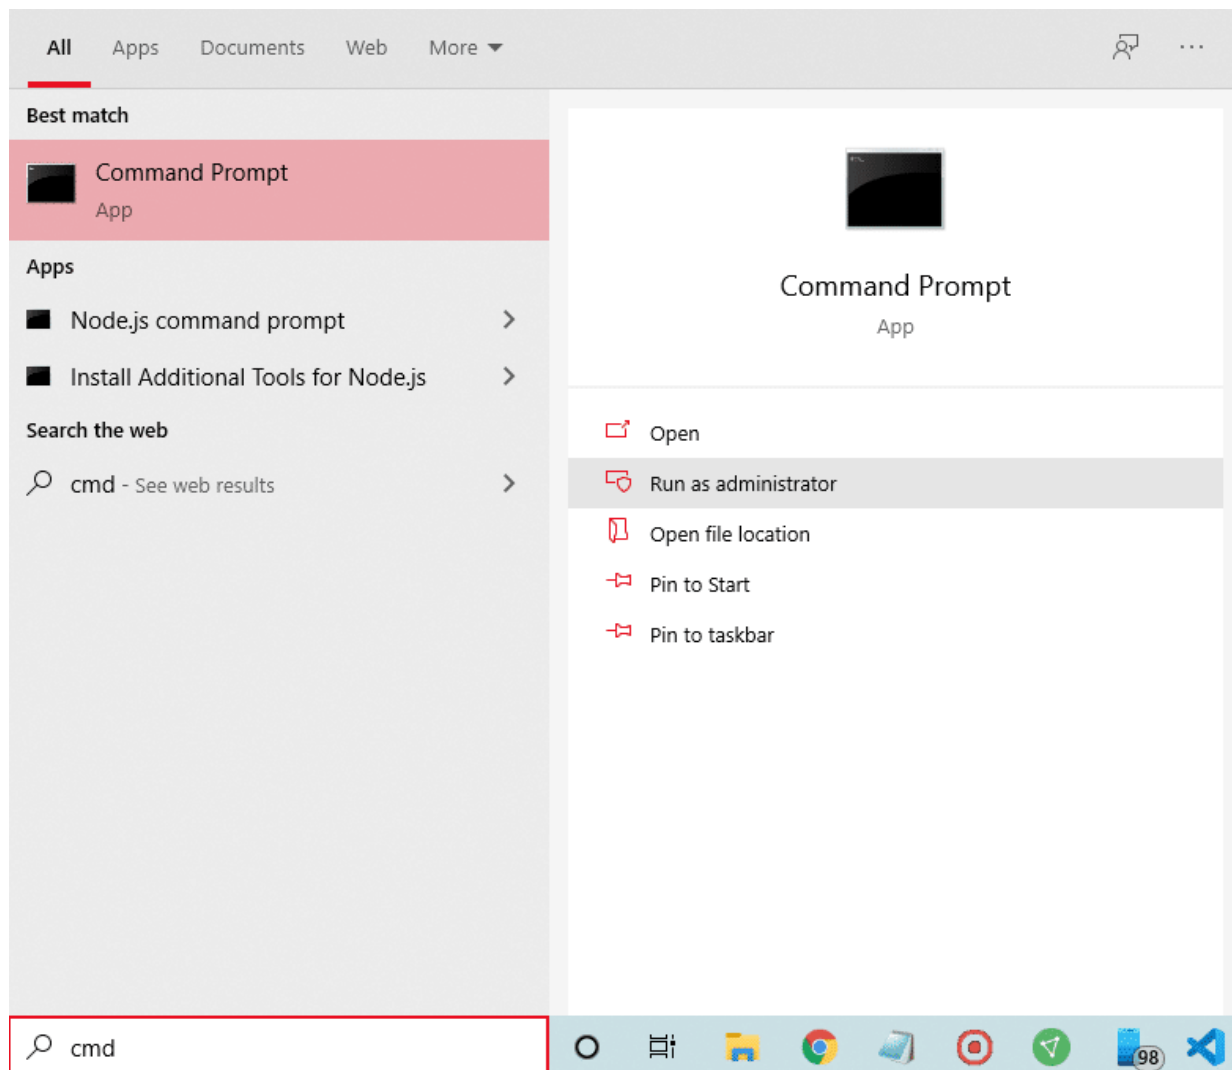 All Apps Documents Web More
Best match
Command Prompt
App
Apps
Node.js command prompt
Install Additional Tools for Node.js
Search the web
cmd - See web results
Command Prompt
App
Open
Run as administrator
Open file location
Pin to Start
Pin to taskbar
cmd
98